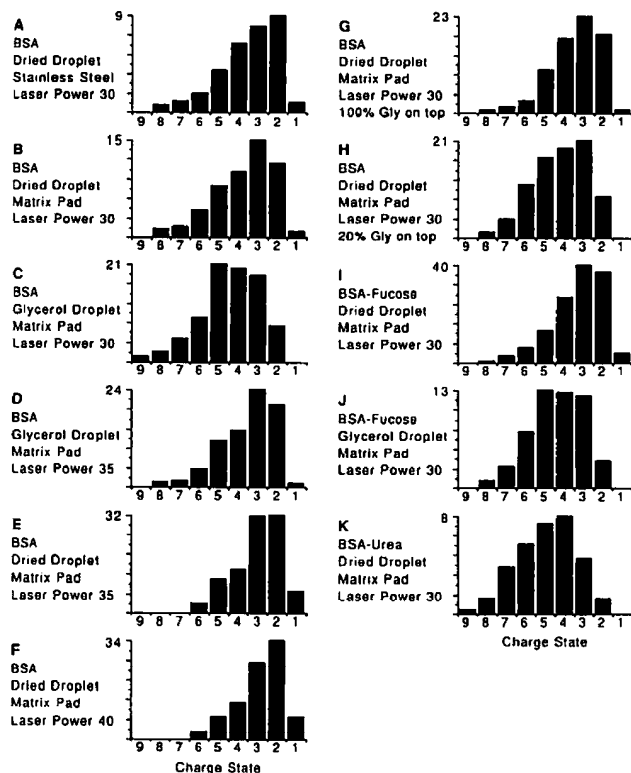 A
BSA
Dried Droplet
Stainless Steel
Laser Power 30
9
9 8 7 6 5 4 3 2 1
B
BSA
Dried Droplet
Matrix Pad
Laser Power 30
15
9 8 7 6 5 4 3 2 1
C
BSA
Glycerol Droplet
Matrix Pad
Laser Power 30
21
9 8 7 6 5 4 3 2 1
D
BSA
Glycerol Droplet
Matrix Pad
Laser Power 35
24
9 8 7 6 5 4 3 2 1
E
BSA
Dried Droplet
Matrix Pad
Laser Power 35
32
9 8 7 6 5 4 3 2 1
F
BSA
Dried Droplet
Matrix Pad
Laser Power 40
34
9 8 7 6 5 4 3 2 1
Charge State
G
BSA
Dried Droplet
Matrix Pad
Laser Power 30
100% Gly on top
23
9 8 7 6 5 4 3 2 1
H
BSA
Dried Droplet
Matrix Pad
Laser Power 30
20% Gly on top
21
9 8 7 6 5 4 3 2 1
I
BSA-Fucose
Dried Droplet
Matrix Pad
Laser Power 30
40
9 8 7 6 5 4 3 2 1
J
BSA-Fucose
Glycerol Droplet
Matrix Pad
Laser Power 30
13
9 8 7 6 5 4 3 2 1
K
BSA-Urea
Dried Droplet
Matrix Pad
Laser Power 30
8
9 8 7 6 5 4 3 2 1
Charge State